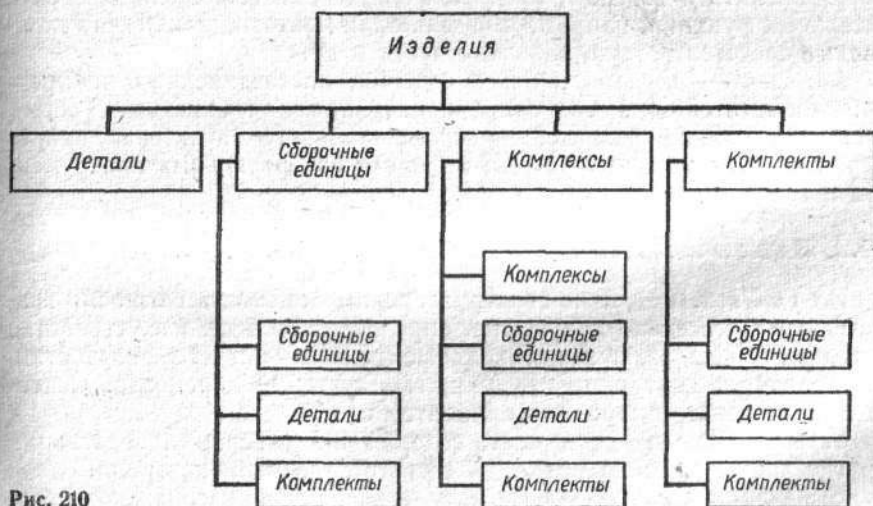 Изделия
Детали
Сборочные
единицы
Комплексы
Комплекты
Комплексы
Сборочные
единицы
Сборочные
единицы
Сборочные
единицы
Детали
Детали
Детали
Комплекты
Комплекты
Комплекты
Рис. 210